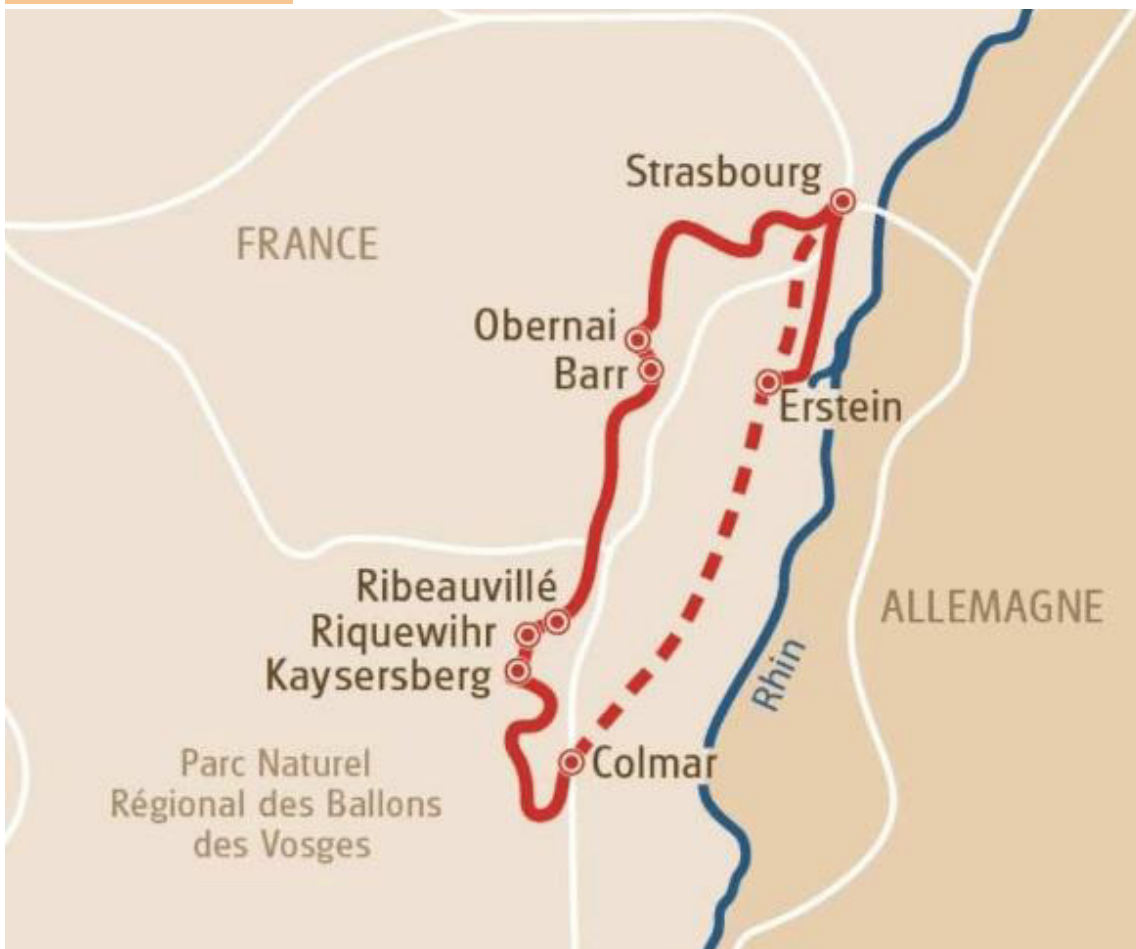 Strasbourg
FRANCE
Obernai
Barr
Erstein
Ribeauvillé
Riquewihr
Kaysersberg
ALLEMAGNE
Rhin
Colmar
Parc Naturel
Régional des Ballons
des Vosges